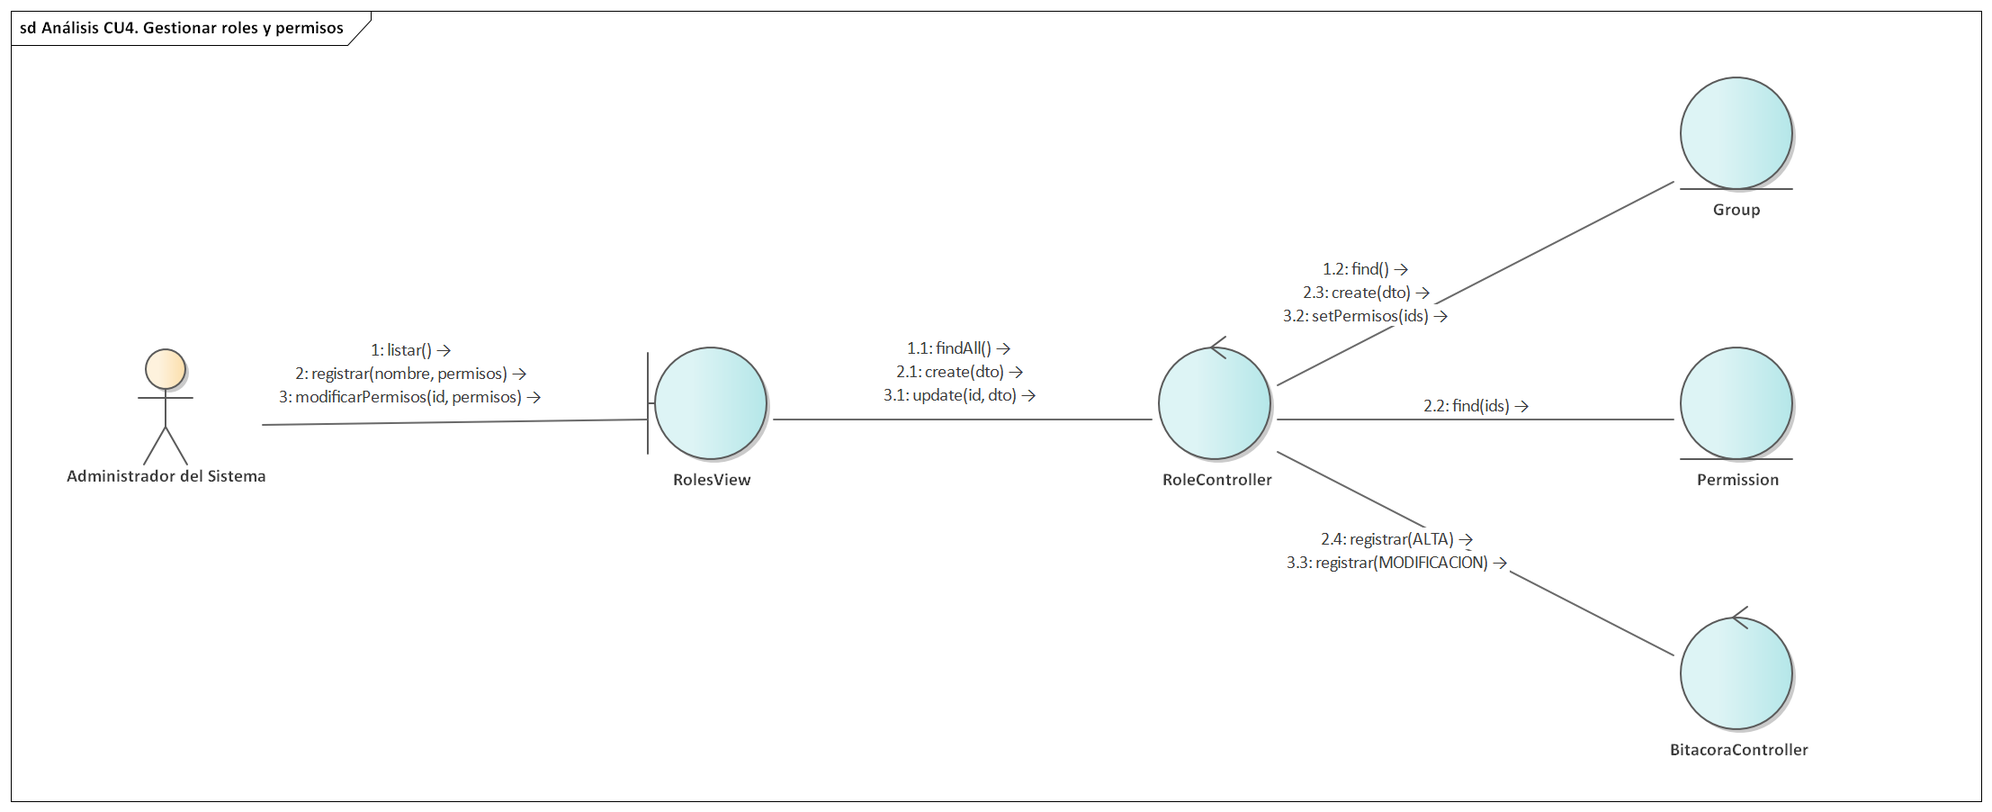 sd Análisis CU4. Gestionar roles y permisos
Group
1.2: find() →
2.3: create(dto) →
3.2: setPermisos(ids) →
1: listar() →
2: registrar(nombre, permisos) →
3: modificarPermisos(id, permisos) →
1.1: findAll() →
2.1: create(dto) →
3.1: update(id, dto) →
2.2: find(ids) →
Administrador del Sistema
RolesView
RoleController
Permission
2.4: registrar(ALTA) →
3.3: registrar(MODIFICACION) →
BitacoraController